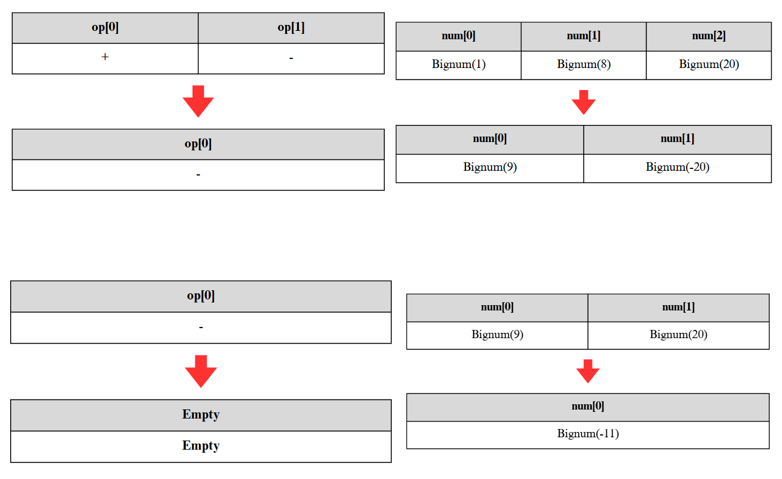 op[0] op[1]
+ -
num[0] num[1] num[2]
Bignum(1) Bignum(8) Bignum(20)
op[0]
-
num[0] num[1]
Bignum(9) Bignum(-20)
op[0]
-
num[0] num[1]
Bignum(9) Bignum(20)
Empty
Empty
num[0]
Bignum(-11)